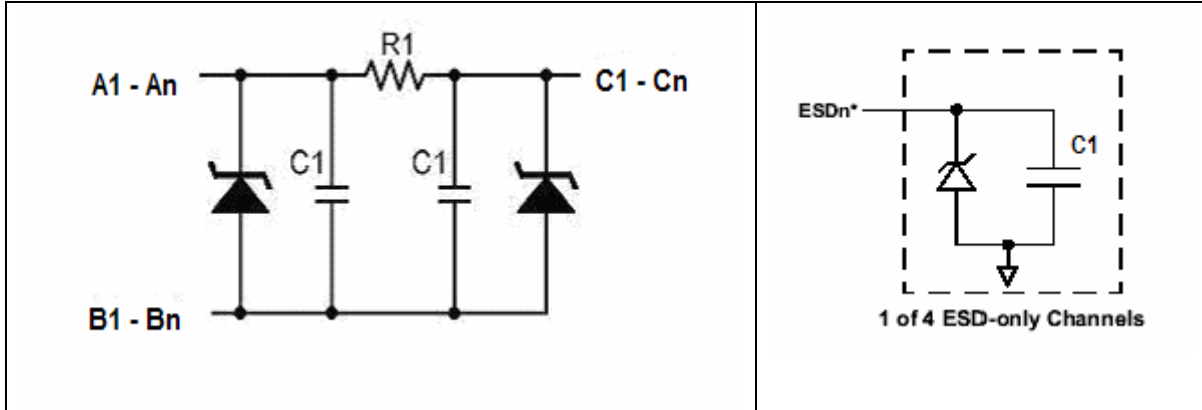 R1
A1 - An
C1 - Cn
C1
C1
B1 - Bn
ESDn*
C1
1 of 4 ESD-only Channels